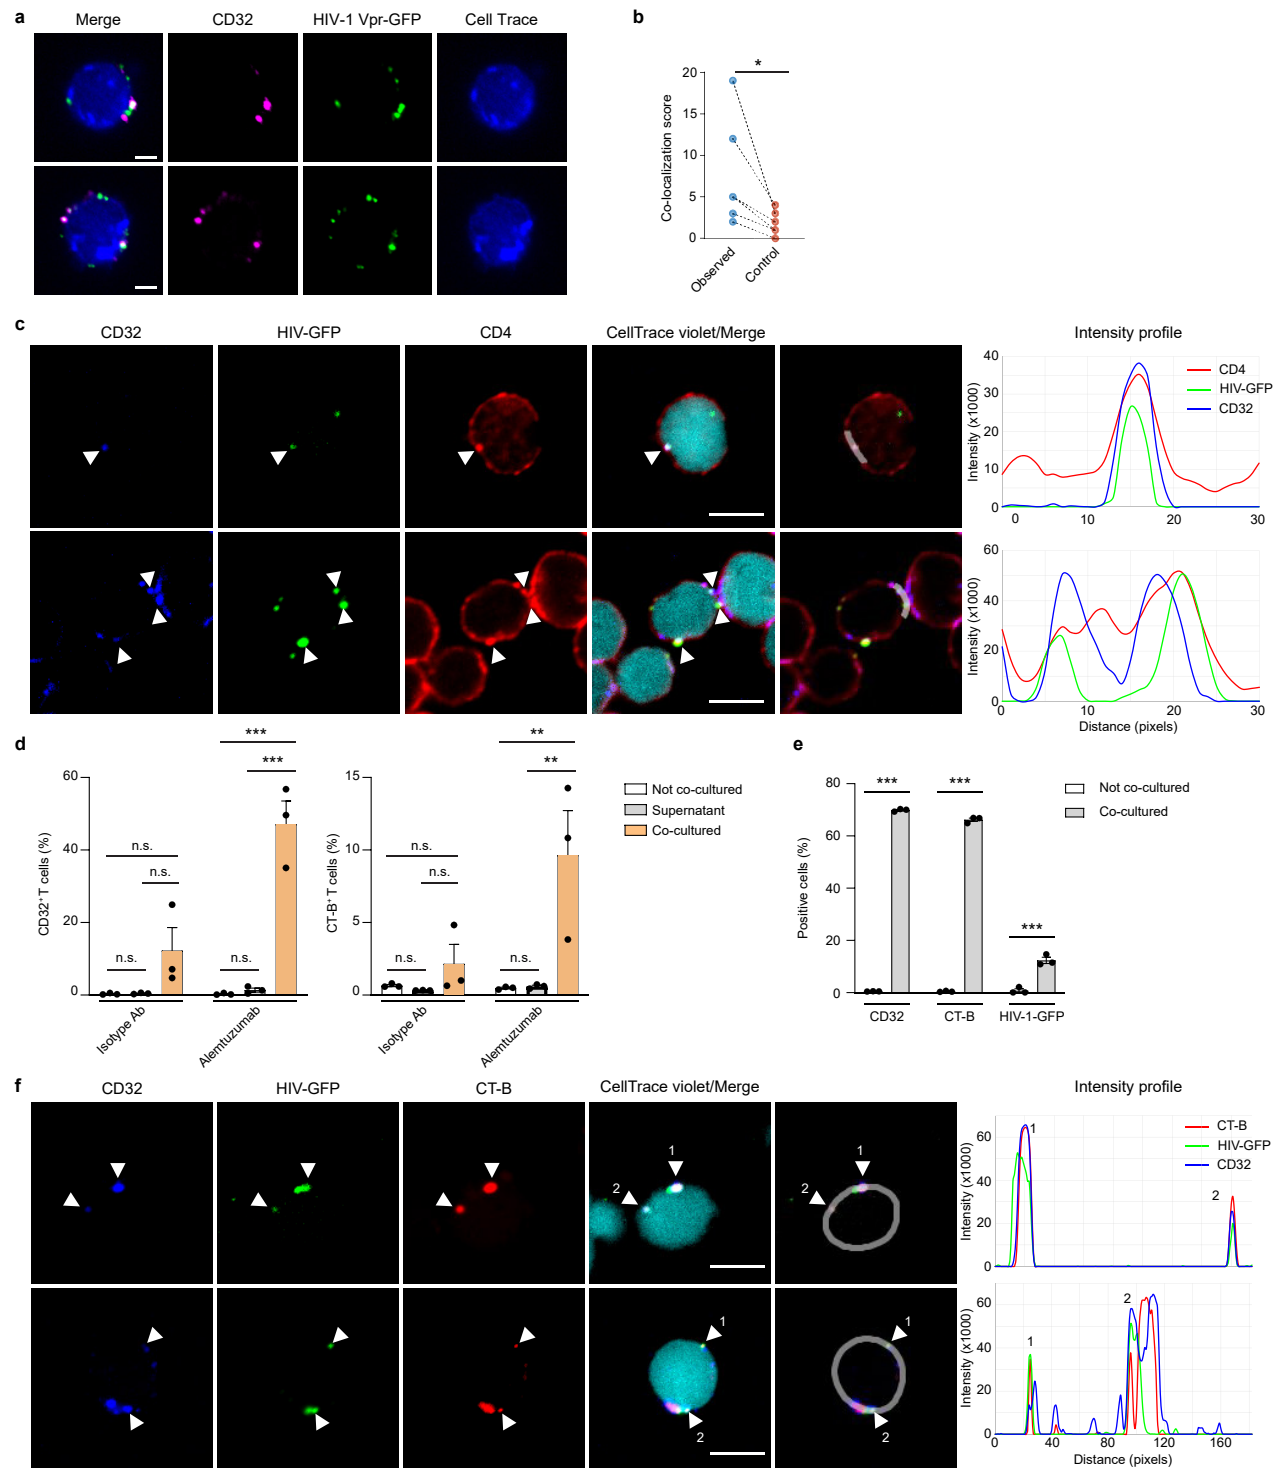 a
Merge
CD32
HIV-1 Vpr-GFP
Cell Trace
b
*
20
15
10
5
0
Co-localization score
Observed
Control
c
CD32
HIV-GFP
CD4
CellTrace violet/Merge
Intensity profile
40
30
20
10
0
Intensity (x1000)
CD4
HIV-GFP
CD32
0
10
20
30
60
40
20
0
Intensity (x1000)
0
10
20
30
Distance (pixels)
d
***
***
n.s.
n.s.
n.s.
n.s.
60
40
20
0
CD32⁺T cells (%)
Isotype Ab
Alemtuzumab
**
**
n.s.
n.s.
n.s.
n.s.
15
10
5
0
CT-B⁺ T cells (%)
Isotype Ab
Alemtuzumab
Not co-cultured
Supernatant
Co-cultured
e
80
60
40
20
0
Positive cells (%)
***
***
***
CD32
CT-B
HIV-1-GFP
Not co-cultured
Co-cultured
f
CD32
HIV-GFP
CT-B
CellTrace violet/Merge
Intensity profile
1
2
1
2
60
40
20
0
Intensity (x1000)
1
2
CT-B
HIV-GFP
CD32
1
2
1
2
60
40
20
0
Intensity (x1000)
1
2
0
40
80
120
160
Distance (pixels)